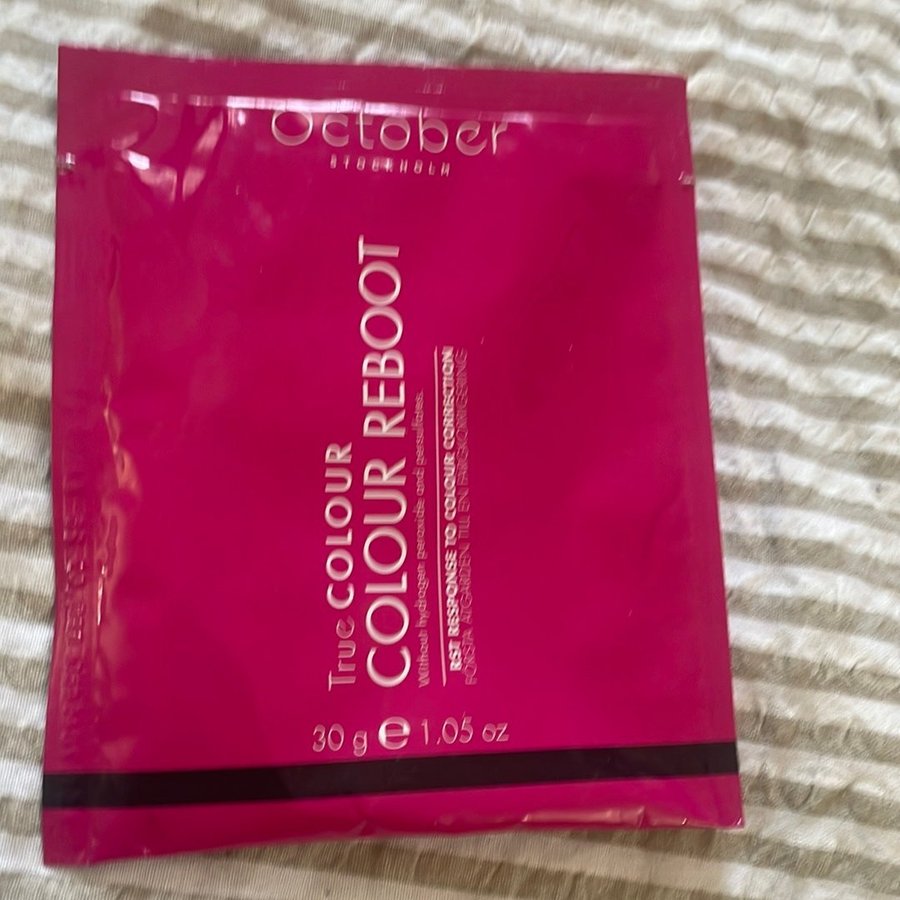 October
STOCKHOLM
True COLOUR
COLOUR REBOOT
Without hydrogen peroxide and persulfates.
RST RESPONSE TO COLOUR CORRECTION
FÖRSTA ÅTGÄRDEN TILL EN FÄRGKORRIGERING
30 g e 1.05 oz